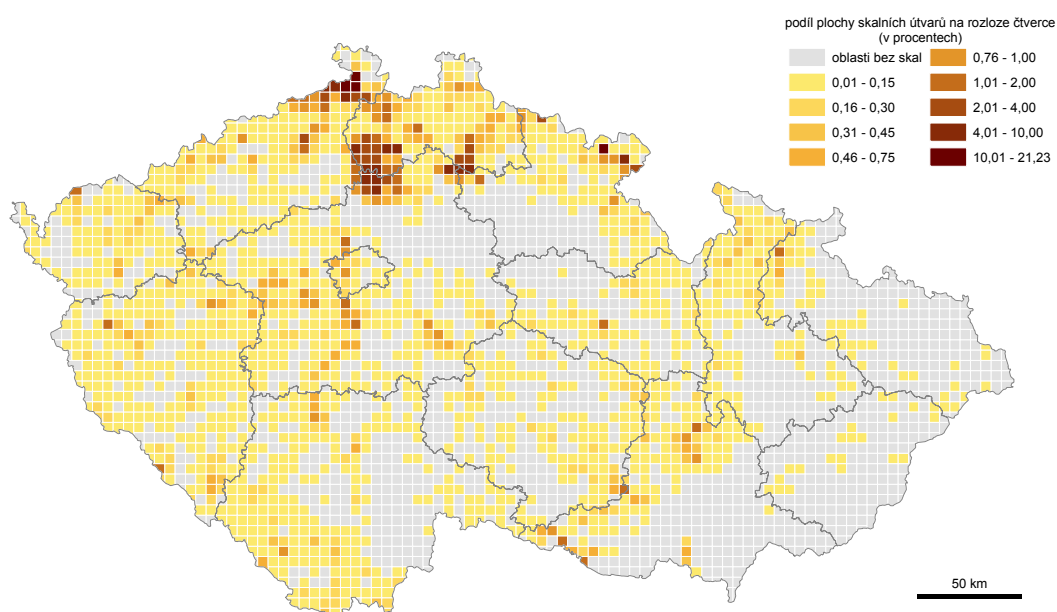 podíl plochy skalních útvarů na rozloze čtverce
(v procentech)
oblasti bez skal
0,01 - 0,15
0,16 - 0,30
0,31 - 0,45
0,46 - 0,75
0,76 - 1,00
1,01 - 2,00
2,01 - 4,00
4,01 - 10,00
10,01 - 21,23
50 km